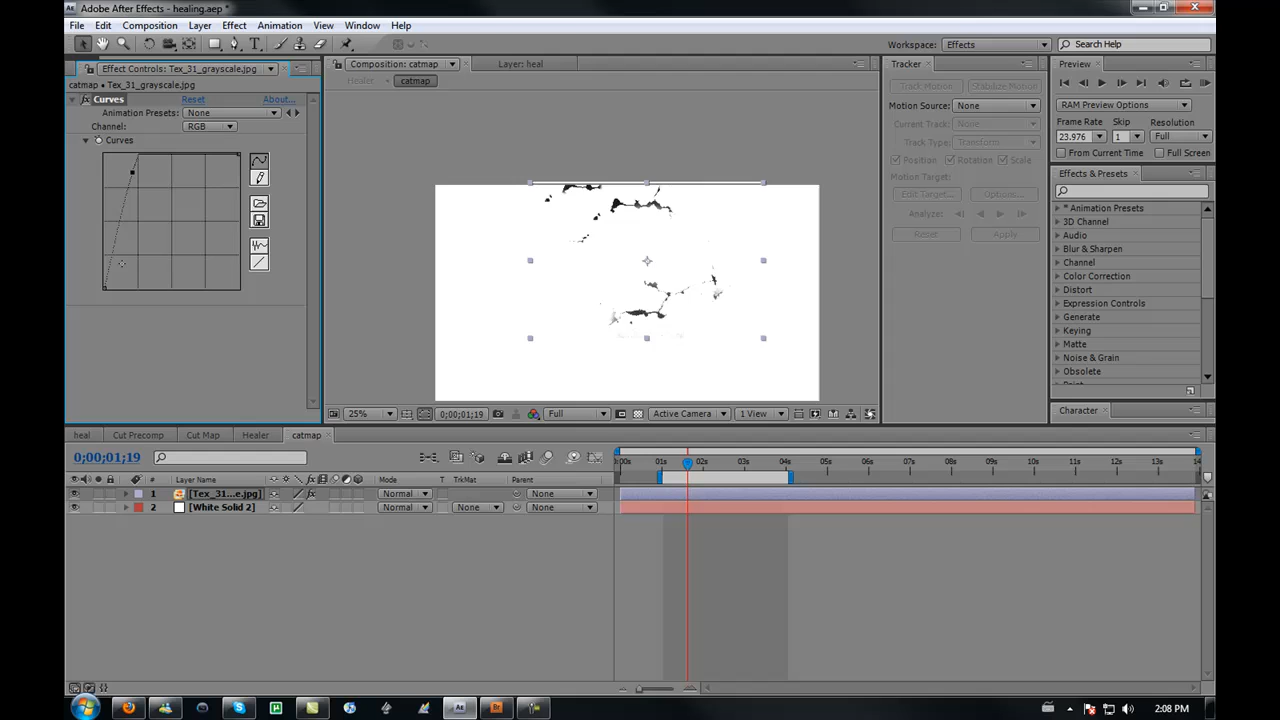 Adobe After Effects - healing.aep *
File Edit Composition Layer Effect Animation View Window Help
Workspace: Effects Search Help
Effect Controls: Tex_31_grayscale.jpg
Composition: catmap
Layer: heal
Tracker
Preview
catmap • Tex_31_grayscale.jpg
Healer catmap
Curves Reset About...
Animation Presets: None
Channel: RGB
Curves
Track Motion Stabilize Motion
Motion Source: None
Current Track: None
Track Type: Transform
Position Rotation Scale
Motion Target:
Edit Target... Options...
Analyze:
Reset Apply
RAM Preview Options
Frame Rate Skip Resolution
23.976 1 Full
From Current Time Full Screen
Effects & Presets
* Animation Presets
3D Channel
Audio
Blur & Sharpen
Channel
Color Correction
Distort
Expression Controls
Generate
Keying
Matte
Noise & Grain
Obsolete
Character
25% 0;00;01;19 Full Active Camera 1 View
heal Cut Precomp Cut Map Healer catmap
0;00;01;19
:00s 01s 02s 03s 04s 05s 06s 07s 08s 09s 10s 11s 12s 13s 14
# Layer Name Mode T TrkMat Parent
1 [Tex_31...e.jpg] Normal None
2 [White Solid 2] Normal None None
2:08 PM